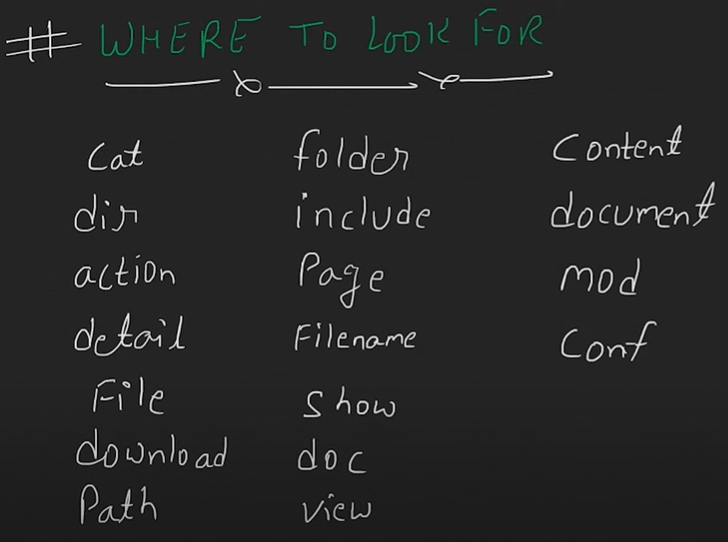 # WHERE TO LOOK FOR
Cat folder Content
dir include document
action Page mod
detail Filename Conf
File Show
download doc
Path view